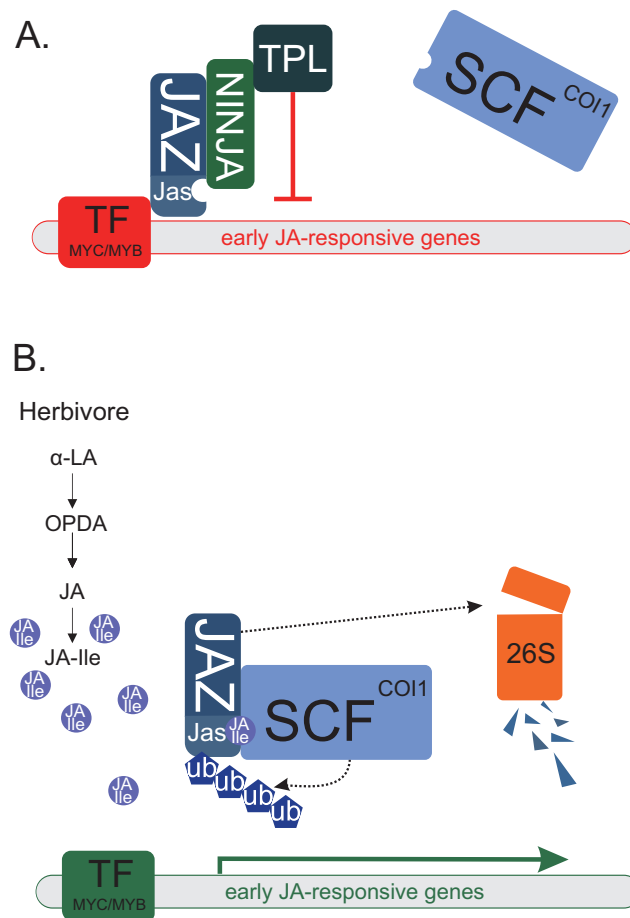 A.
TPL
NINJA
JAZ
Jas
SCF COI1
TF
MYC/MYB
early JA-responsive genes
B.
Herbivore
α-LA
OPDA
JA
JA-Ile
JA
Ile
JA
Ile
JA
Ile
JA
Ile
JA
Ile
JA
Ile
JAZ
Jas
JA
Ile
SCF COI1
26S
ub
ub
ub
ub
TF
MYC/MYB
early JA-responsive genes